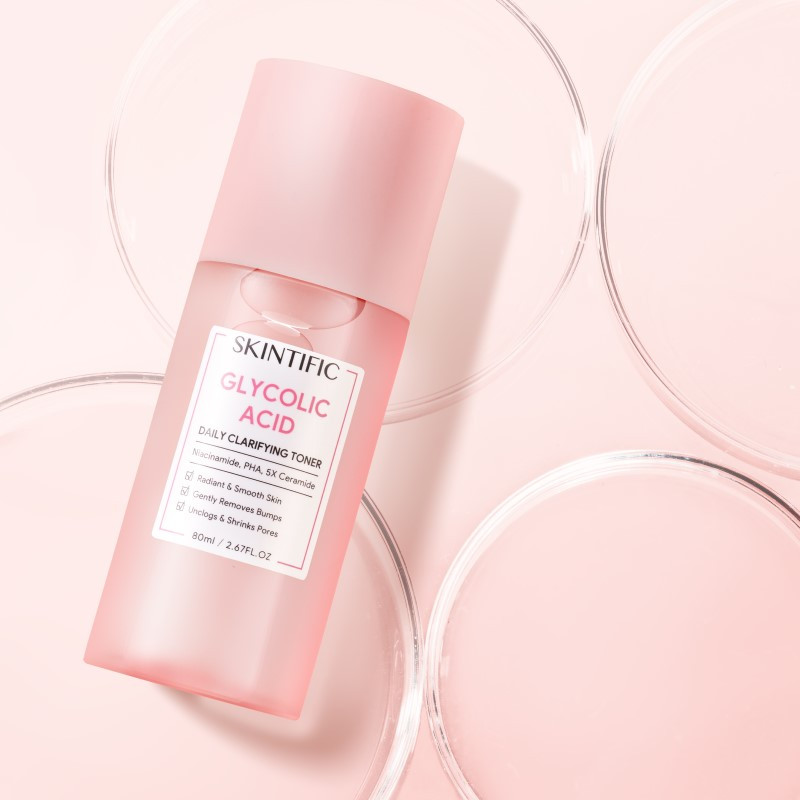 SKINTIFIC
GLYCOLIC
ACID
DAILY CLARIFYING TONER
Niacinamide, PHA, 5X Ceramide
Radiant & Smooth Skin
Gently Removes Bumps
Unclogs & Shrinks Pores
80ml / 2.67FL.OZ